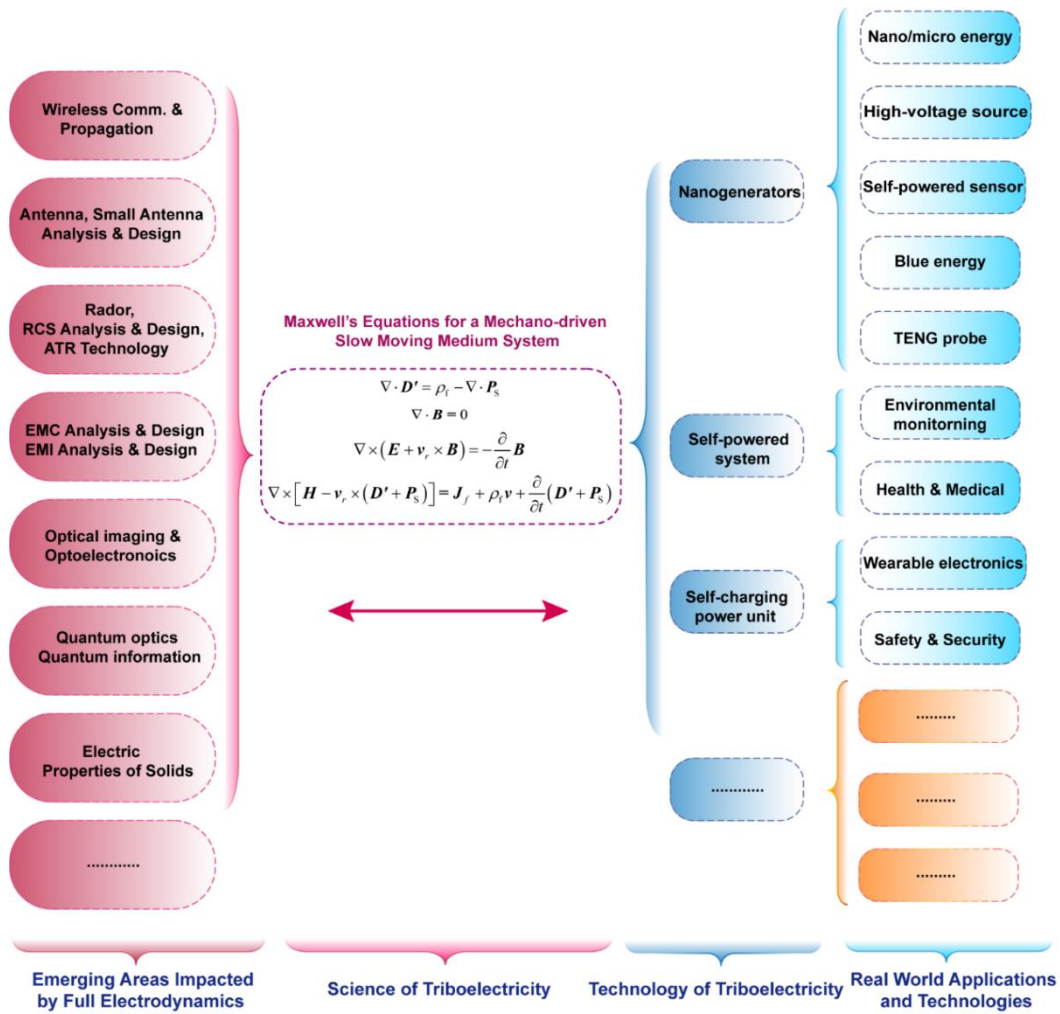 Wireless Comm. &
Propagation
Antenna, Small Antenna
Analysis & Design
Rador,
RCS Analysis & Design,
ATR Technology
EMC Analysis & Design
EMI Analysis & Design
Optical imaging &
Optoelectronoics
Quantum optics
Quantum information
Electric
Properties of Solids
............
Emerging Areas Impacted
by Full Electrodynamics
Maxwell's Equations for a Mechano-driven
Slow Moving Medium System
∇ · D′ = ρf − ∇ · PS
∇ · B = 0
∇ × (E + vr × B) = −∂/∂t B
∇ × [H − vr × (D′ + PS)] = Jf + ρfv + ∂/∂t (D′ + PS)
Science of Triboelectricity
Nanogenerators
Self-powered
system
Self-charging
power unit
............
Technology of Triboelectricity
Nano/micro energy
High-voltage source
Self-powered sensor
Blue energy
TENG probe
Environmental
monitorning
Health & Medical
Wearable electronics
Safety & Security
.........
.........
.........
Real World Applications
and Technologies